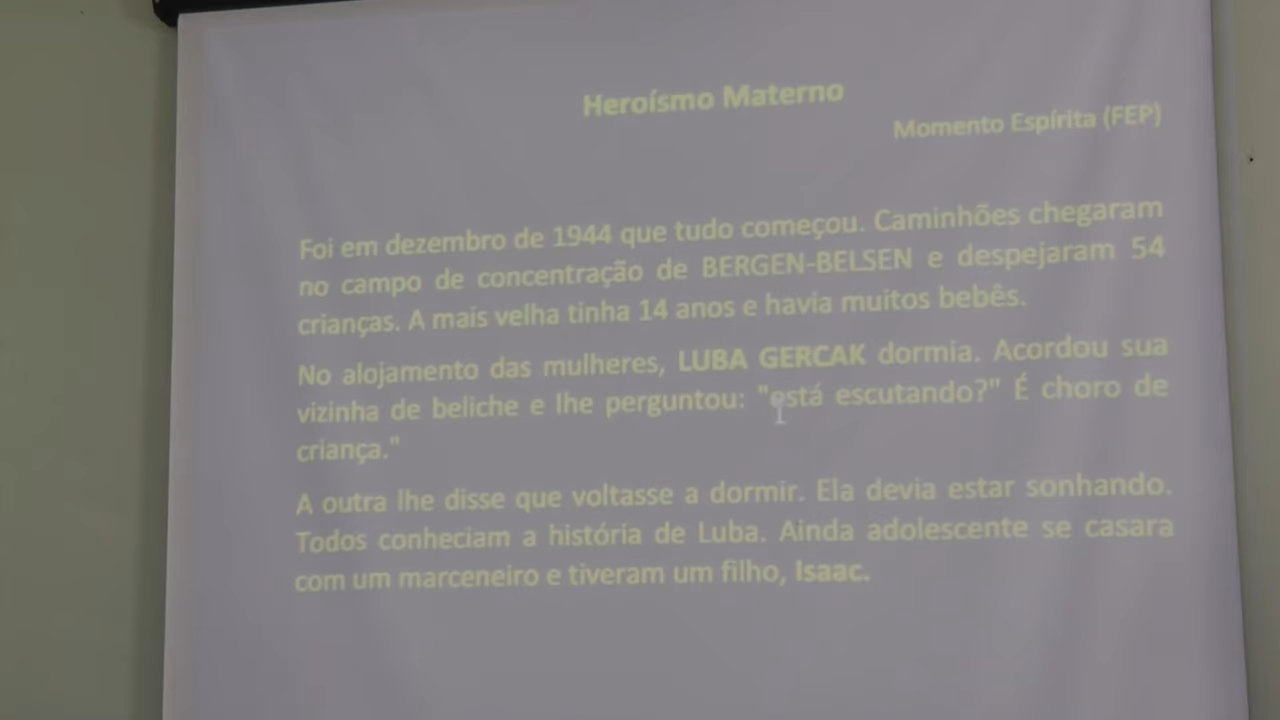 Heroísmo Materno
Momento Espírita (FEP)
Foi em dezembro de 1944 que tudo começou. Caminhões chegaram
no campo de concentração de BERGEN-BELSEN e despejaram 54
crianças. A mais velha tinha 14 anos e havia muitos bebês.
No alojamento das mulheres, LUBA GERCAK dormia. Acordou sua
vizinha de beliche e lhe perguntou: "está escutando?" É choro de
criança."
A outra lhe disse que voltasse a dormir. Ela devia estar sonhando.
Todos conheciam a história de Luba. Ainda adolescente se casara
com um marceneiro e tiveram um filho, Isaac.